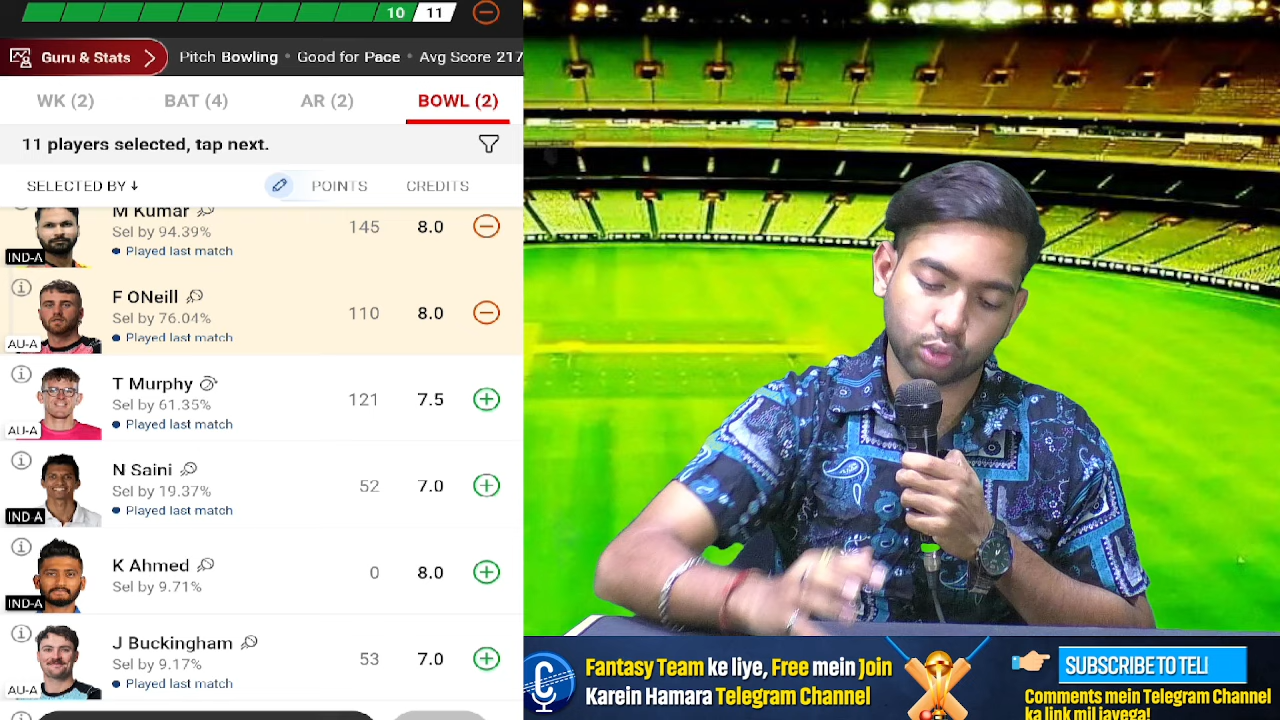 10 11
Guru & Stats Pitch Bowling • Good for Pace • Avg Score 217
WK (2) BAT (4) AR (2) BOWL (2)
11 players selected, tap next.
SELECTED BY ↓ POINTS CREDITS
M Kumar
Sel by 94.39% 145 8.0
Played last match
IND-A
F ONeill
Sel by 76.04% 110 8.0
Played last match
AU-A
T Murphy
Sel by 61.35% 121 7.5
Played last match
AU-A
N Saini
Sel by 19.37% 52 7.0
Played last match
IND A
K Ahmed
Sel by 9.71% 0 8.0
IND-A
J Buckingham
Sel by 9.17% 53 7.0
Played last match
AU-A
Fantasy Team ke liye, Free mein Join
Karein Hamara Telegram Channel
SUBSCRIBE TO TELI
Comments mein Telegram Channel
ka link mil jayega!